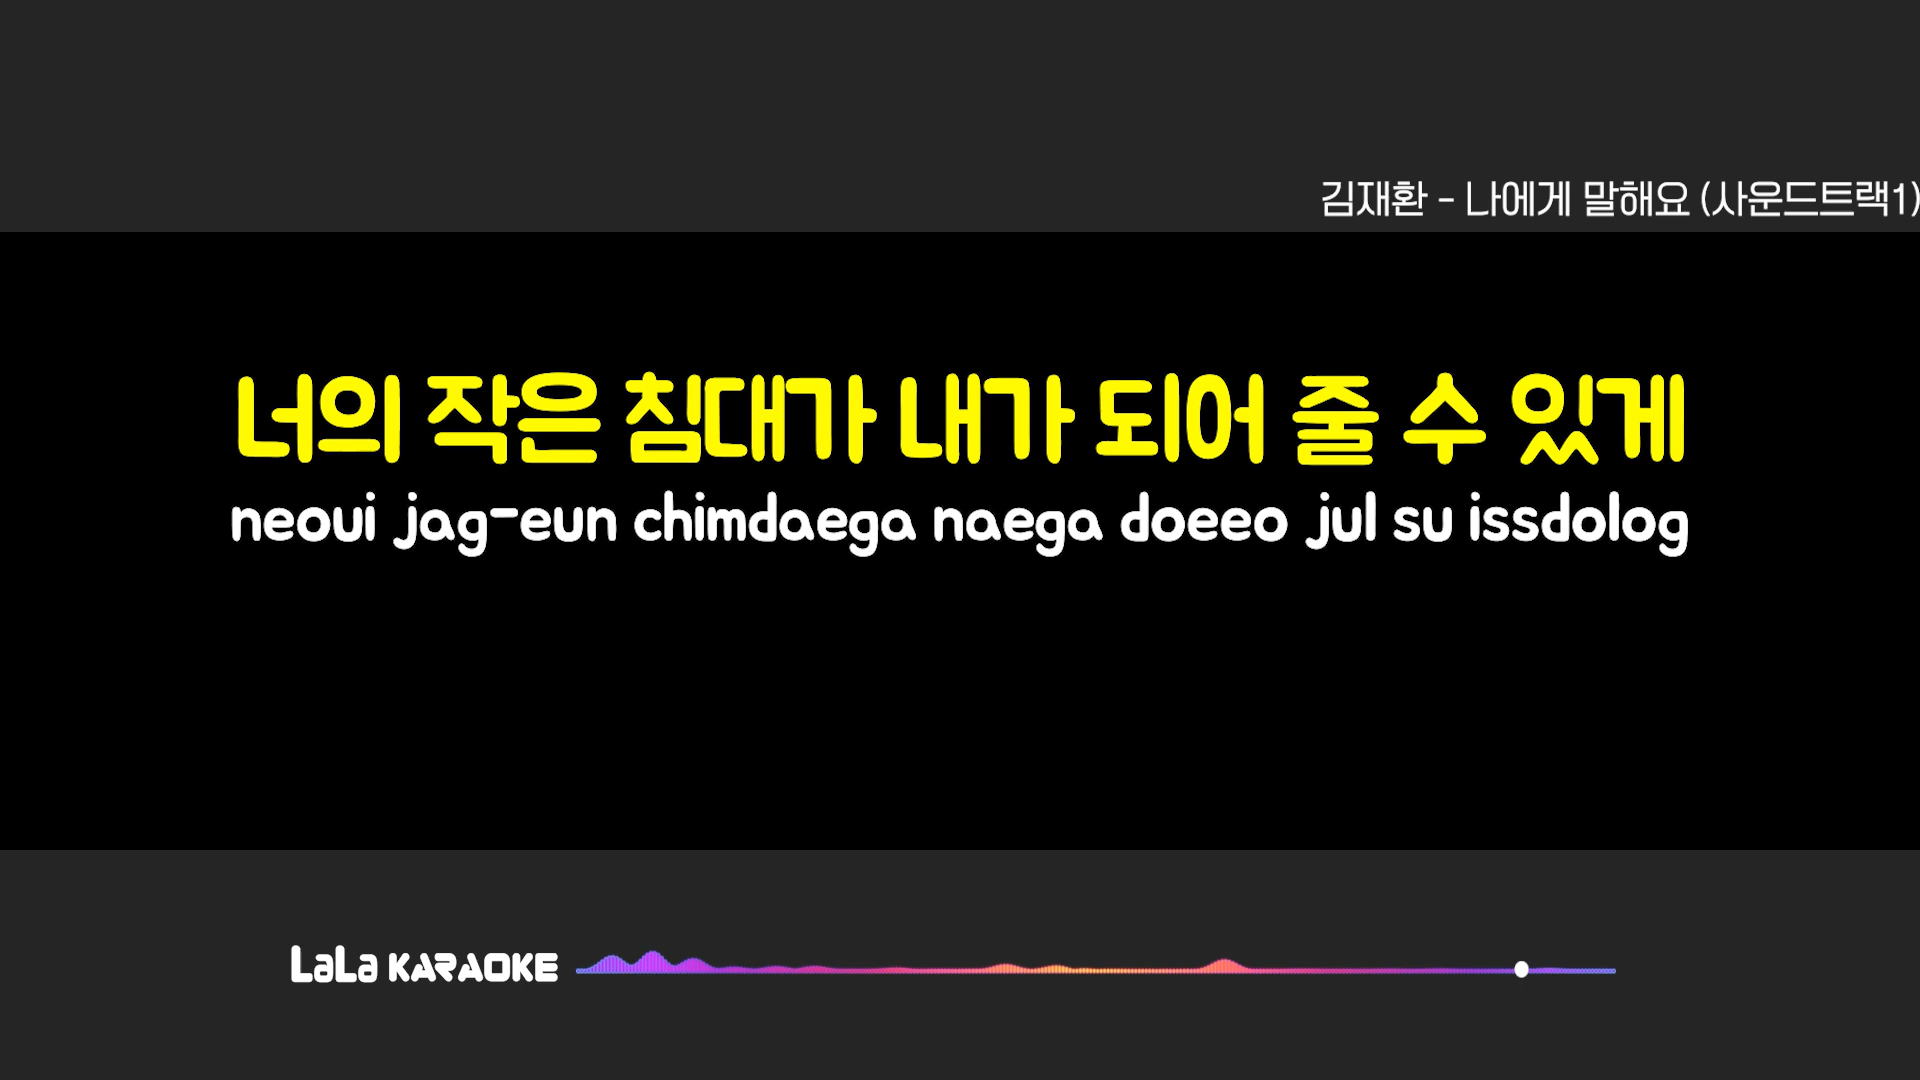 김재환 - 나에게 말해요 (사운드트랙1)
너의 작은 침대가 내가 되어 줄 수 있게
neoui jag-eun chimdaega naega doeeo jul su issdolog
LaLa KARAOKE